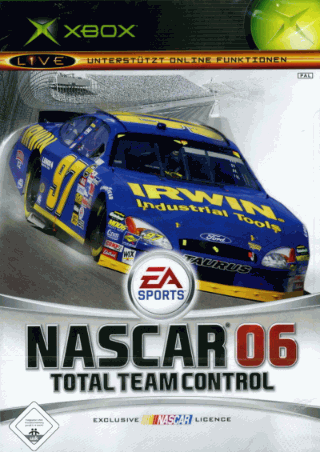 XBOX
LIVE UNTERSTÜTZT ONLINE FUNKTIONEN
PAL
97
IRWIN
Industrial Tools
Ford
TAURUS
EA
SPORTS
NASCAR 06
TOTAL TEAM CONTROL
EXCLUSIVE NASCAR LICENCE